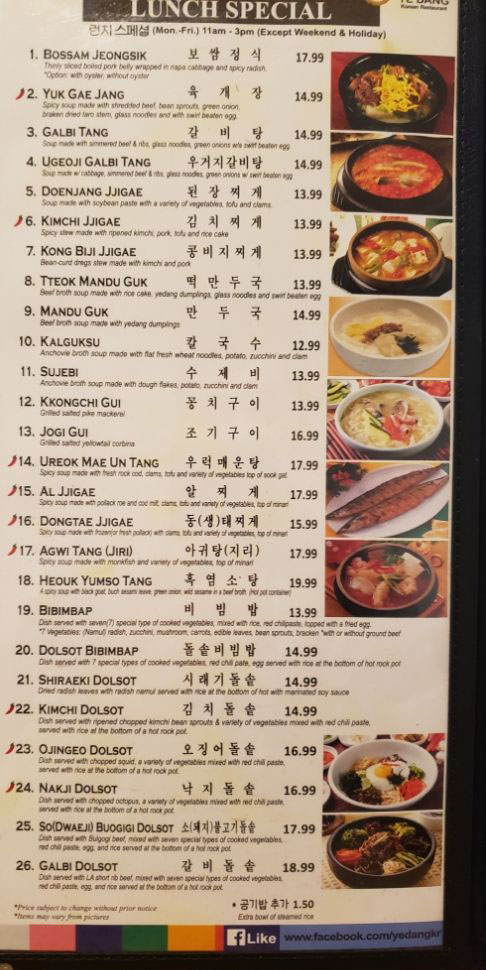 LUNCH SPECIAL
YE DANG
Korean Restaurant
런치 스페셜 (Mon.-Fri.) 11am - 3pm (Except Weekend & Holiday)
1. BOSSAM JEONGSIK 보 쌈 정 식 17.99
Thinly sliced boiled pork belly wrapped in napa cabbage and spicy radish.
*Option: with oyster, without oyster
2. YUK GAE JANG 육 개 장 14.99
Spicy soup made with shredded beef, bean sprouts, green onion,
braken dried taro stem, glass noodles and with swirl beaten egg.
3. GALBI TANG 갈 비 탕 14.99
Soup made with simmered beef & ribs, glass noodles, green onions w/e swirl beaten egg
4. UGEOJI GALBI TANG 우거지갈비탕 14.99
Soup made w/ cabbage, simmered beef & ribs, glass noodles, green onions w/ swirl beaten egg
5. DOENJANG JJIGAE 된 장 찌 게 13.99
Soup made with soybean paste with a variety of vegetables, tofu and clams.
6. KIMCHI JJIGAE 김 치 찌 게 13.99
Spicy stew made with ripened kimchi, pork, tofu and rice cake
7. KONG BIJI JJIGAE 콩비지찌게 13.99
Bean-curd dregs stew made with kimchi and pork
8. TTEOK MANDU GUK 떡 만 두 국 13.99
Beef broth soup made with rice cake, yedang dumplings, glass noodles and swirl beaten egg
9. MANDU GUK 만 두 국 14.99
Beef broth soup made with yedang dumplings
10. KALGUKSU 칼 국 수 12.99
Anchovie broth soup made with flat fresh wheat noodles, potato, zucchini and clam
11. SUJEBI 수 제 비 13.99
Anchovie broth soup made with dough flakes, potato, zucchini and clam
12. KKONGCHI GUI 꽁 치 구 이 13.99
Grilled salted pike mackerel
13. JOGI GUI 조 기 구 이 16.99
Grilled salted yellowtail corbina
14. UREOK MAE UN TANG 우럭매운탕 17.99
Spicy soup made with fresh rock cod, clams, tofu and variety of vegetables top of sook gat.
15. AL JJIGAE 알 찌 게 17.99
Spicy soup made with pollack roe and cod milt, clams, tofu and variety of vegetables, top of minari
16. DONGTAE JJIGAE 동(생)태찌게 15.99
Spicy soup made with frozen(or fresh pollack) with clams, tofu and variety of vegetables, top of minari
17. AGWI TANG (JIRI) 아귀탕(지리) 17.99
Spicy soup made with monkfish and variety of vegetables, top of minari
18. HEOUK YUMSO TANG 흑 염 소 탕 19.99
A spicy soup with black goat, buch sesami leave, green onion, wild sesame in a beef broth. (Hot pot container)
19. BIBIMBAP 비 빔 밥 13.99
Dish served with seven(7) special type of cooked vegetables, mixed with rice, red chilipaste, topped with a fried egg.
*7 Vegetables: (Namul) radish, zucchini, mushroom, carrots, edible leaves, bean sprouts, bracken *with or without ground beef
20. DOLSOT BIBIMBAP 돌솥비빔밥 14.99
Dish served with 7 special types of cooked vegetables, red chili pate, egg served with rice at the bottom of hot rock pot
21. SHIRAEKI DOLSOT 시래기돌솥 14.99
Dried radish leaves with radish namul served with rice at the bottom of hot with marinated soy sauce
22. KIMCHI DOLSOT 김 치 돌 솥 14.99
Dish served with ripened chopped kimchi bean sprouts & variety of vegetables mixed with red chili paste,
served with rice at the bottom of a hot rock pot.
23. OJINGEO DOLSOT 오징어돌솥 16.99
Dish served with chopped squid, a variety of vegetables mixed with red chili paste,
served with rice at the bottom of a hot rock pot.
24. NAKJI DOLSOT 낙 지 돌 솥 16.99
Dish served with chopped octopus, a variety of vegetables mixed with red chili paste,
served with rice at the bottom of a hot rock pot.
25. SO(DWAEJI) BUOGIGI DOLSOT 소(돼지)불고기돌솥 17.99
Dish served with Bulgogi beef, mixed with seven special types of cooked vegetables,
red chili paste, egg, and rice served at the bottom of a hot rock pot.
26. GALBI DOLSOT 갈 비 돌 솥 18.99
Dish served with LA short rib beef, mixed with seven special types of cooked vegetables,
red chili paste, egg, and rice served at the bottom of a hot rock pot.
*Price subject to change without prior notice
*Items may vary from pictures
• 공기밥 추가 1.50
Extra bowl of steamed rice
f Like www.facebook.com/yedangkr